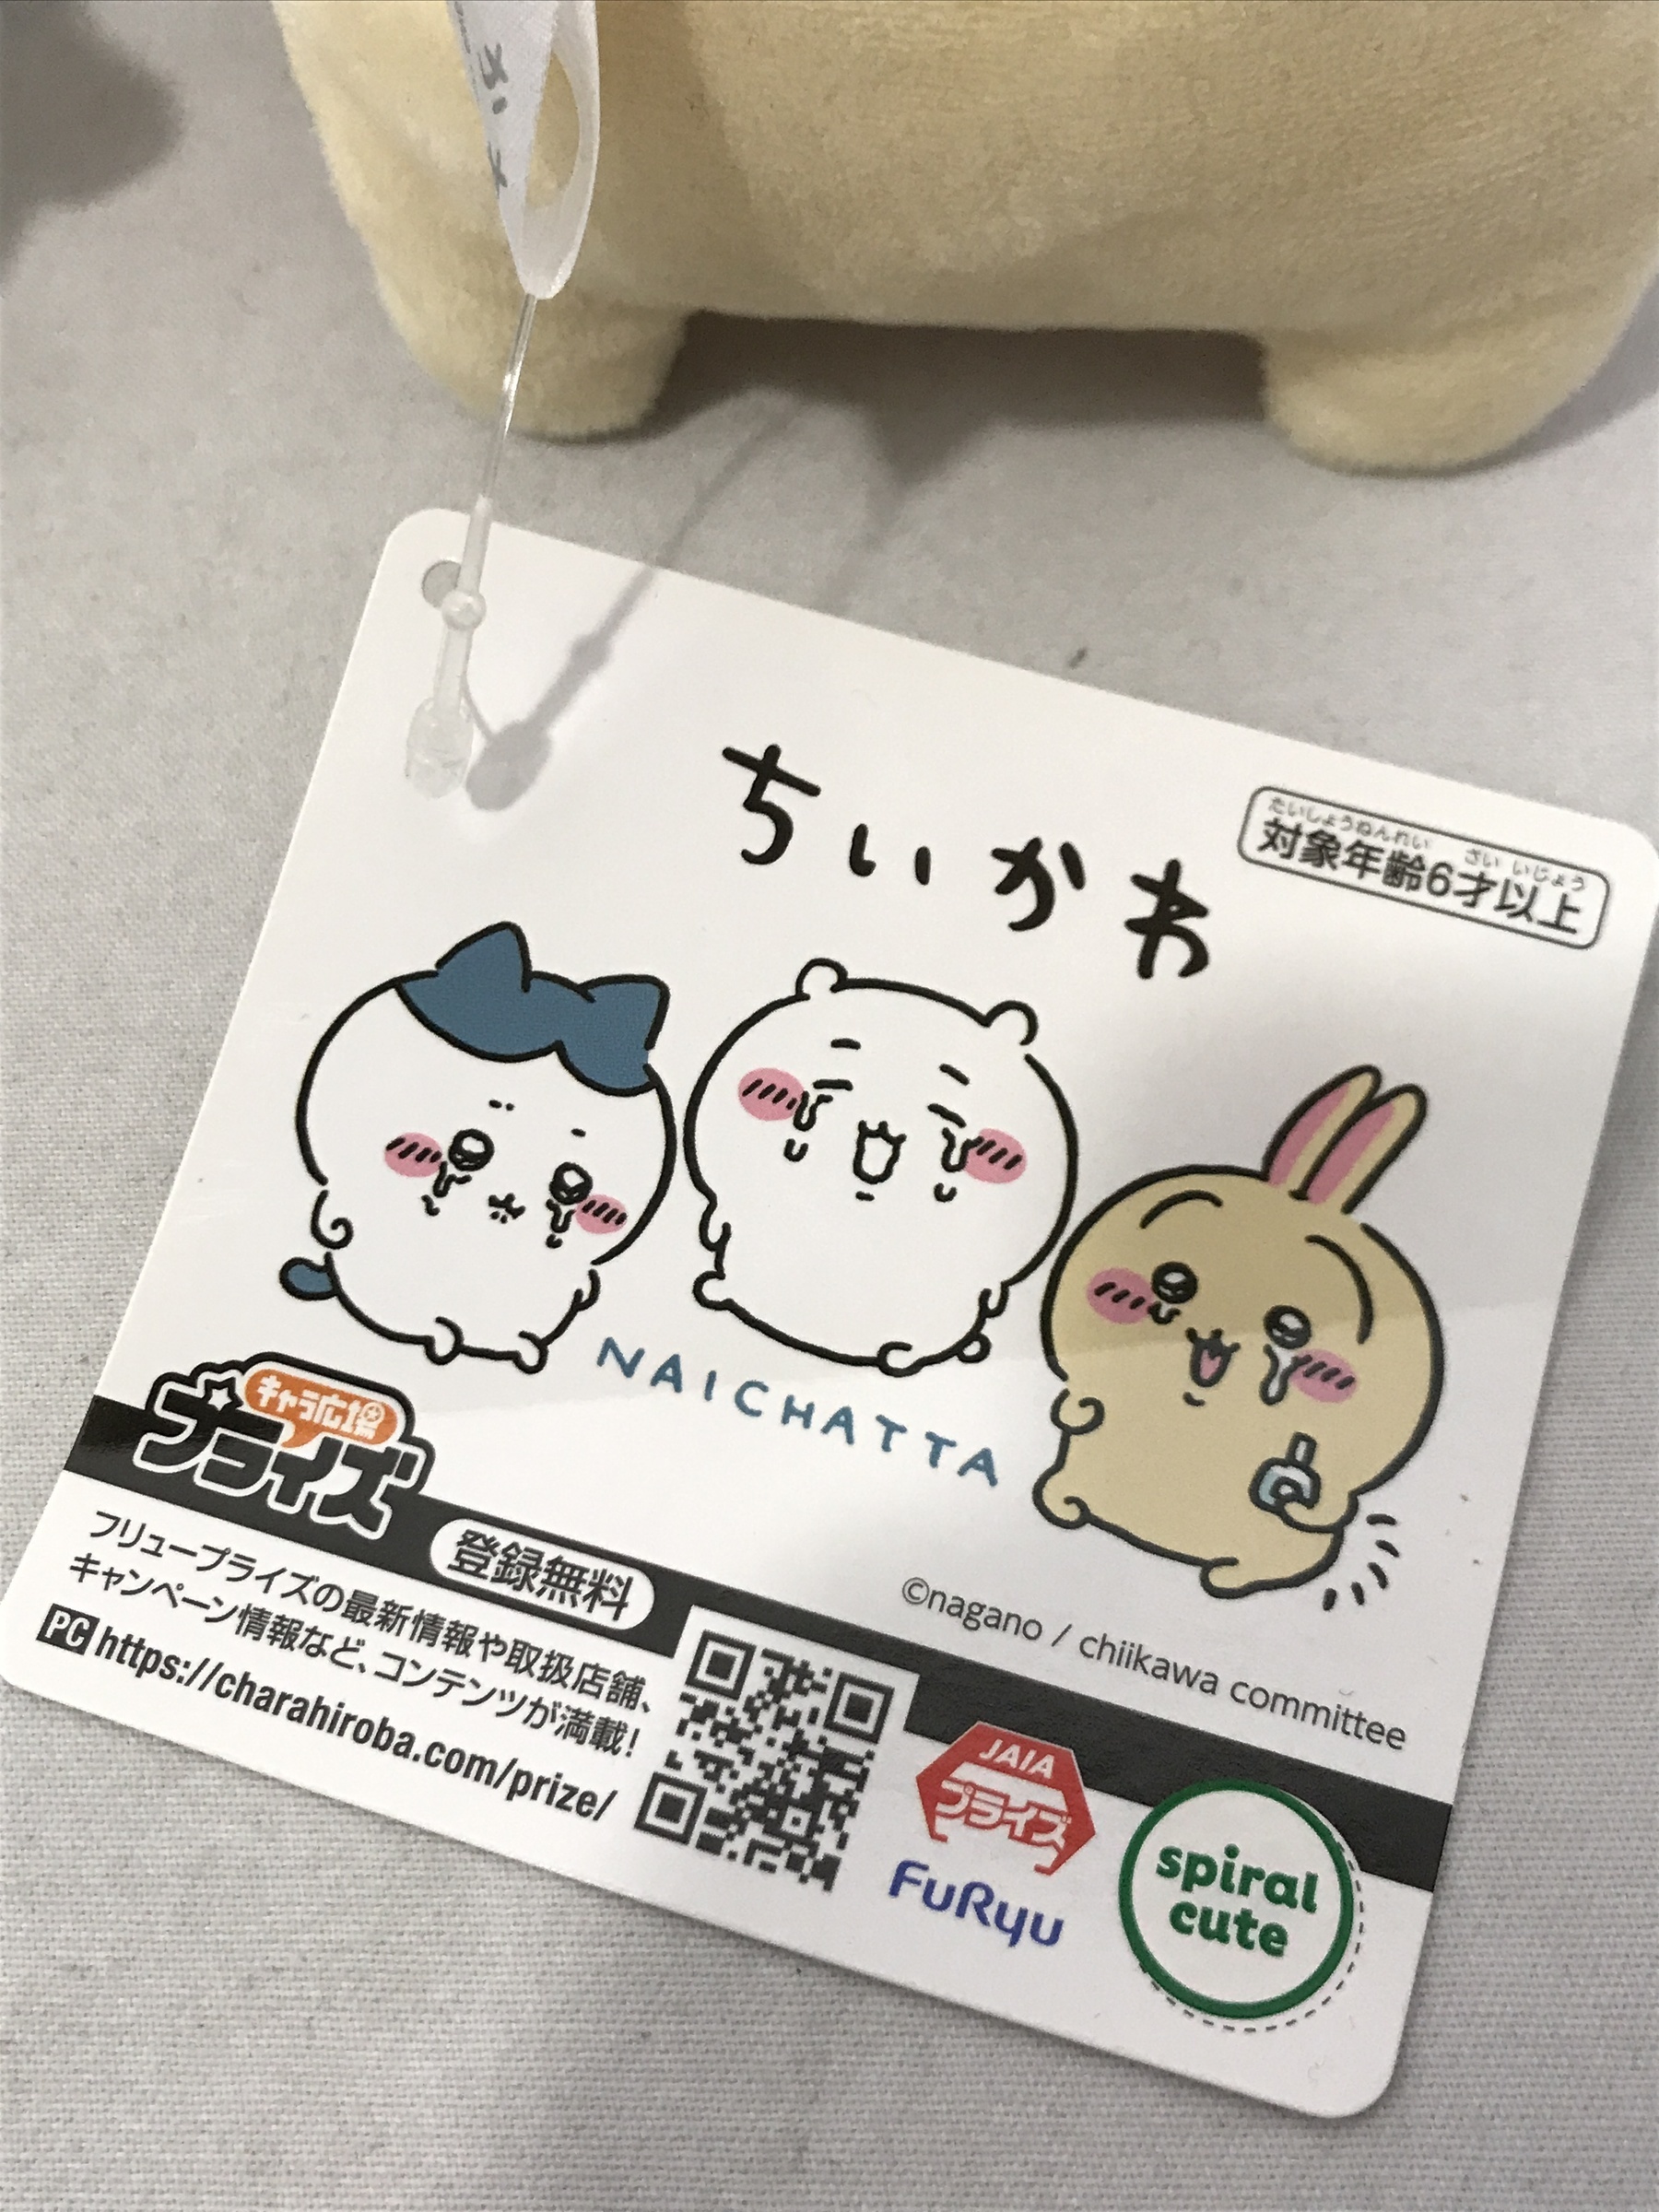 ちいかわ
たいしょうねんれい さい いじょう
対象年齢6才以上
NAICHATTA
キャラ広場
プライズ
登録無料
フリュープライズの最新情報や取扱店舗、
キャンペーン情報など、コンテンツが満載!
PC https://charahiroba.com/prize/
©nagano / chiikawa committee
JAIA
プライズ
FuRyu
spiral
cute